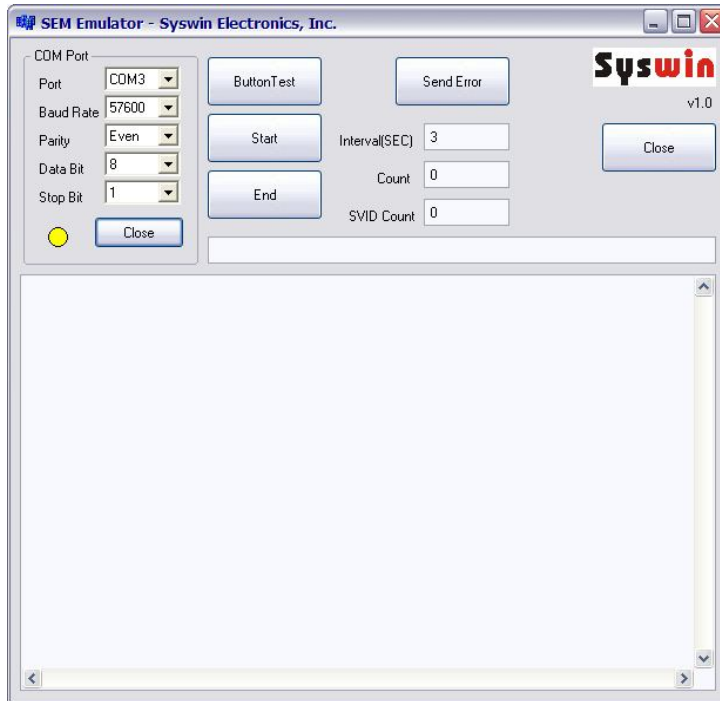 SEM Emulator - Syswin Electronics, Inc.
COM Port
Port COM3
Baud Rate 57600
Parity Even
Data Bit 8
Stop Bit 1
Close
ButtonTest
Start
End
Send Error
Interval(SEC) 3
Count 0
SVID Count 0
Syswin
v1.0
Close